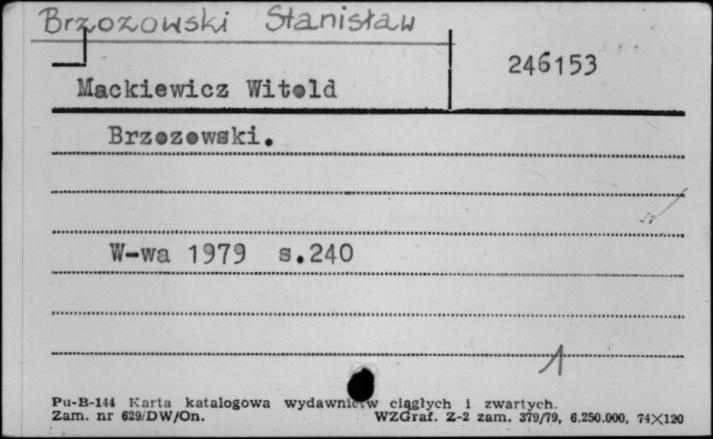 Brzozowski Stanisław
246153
Mackiewicz Witold
Brzozowski.
W-wa 1979 s.240
1
Pu-B-144 Karta katalogowa wydawnictw ciągłych i zwartych.
Zam. nr 629/DW/On. WZGraf. Z-2 zam. 379/79, 6.250.000, 74X120